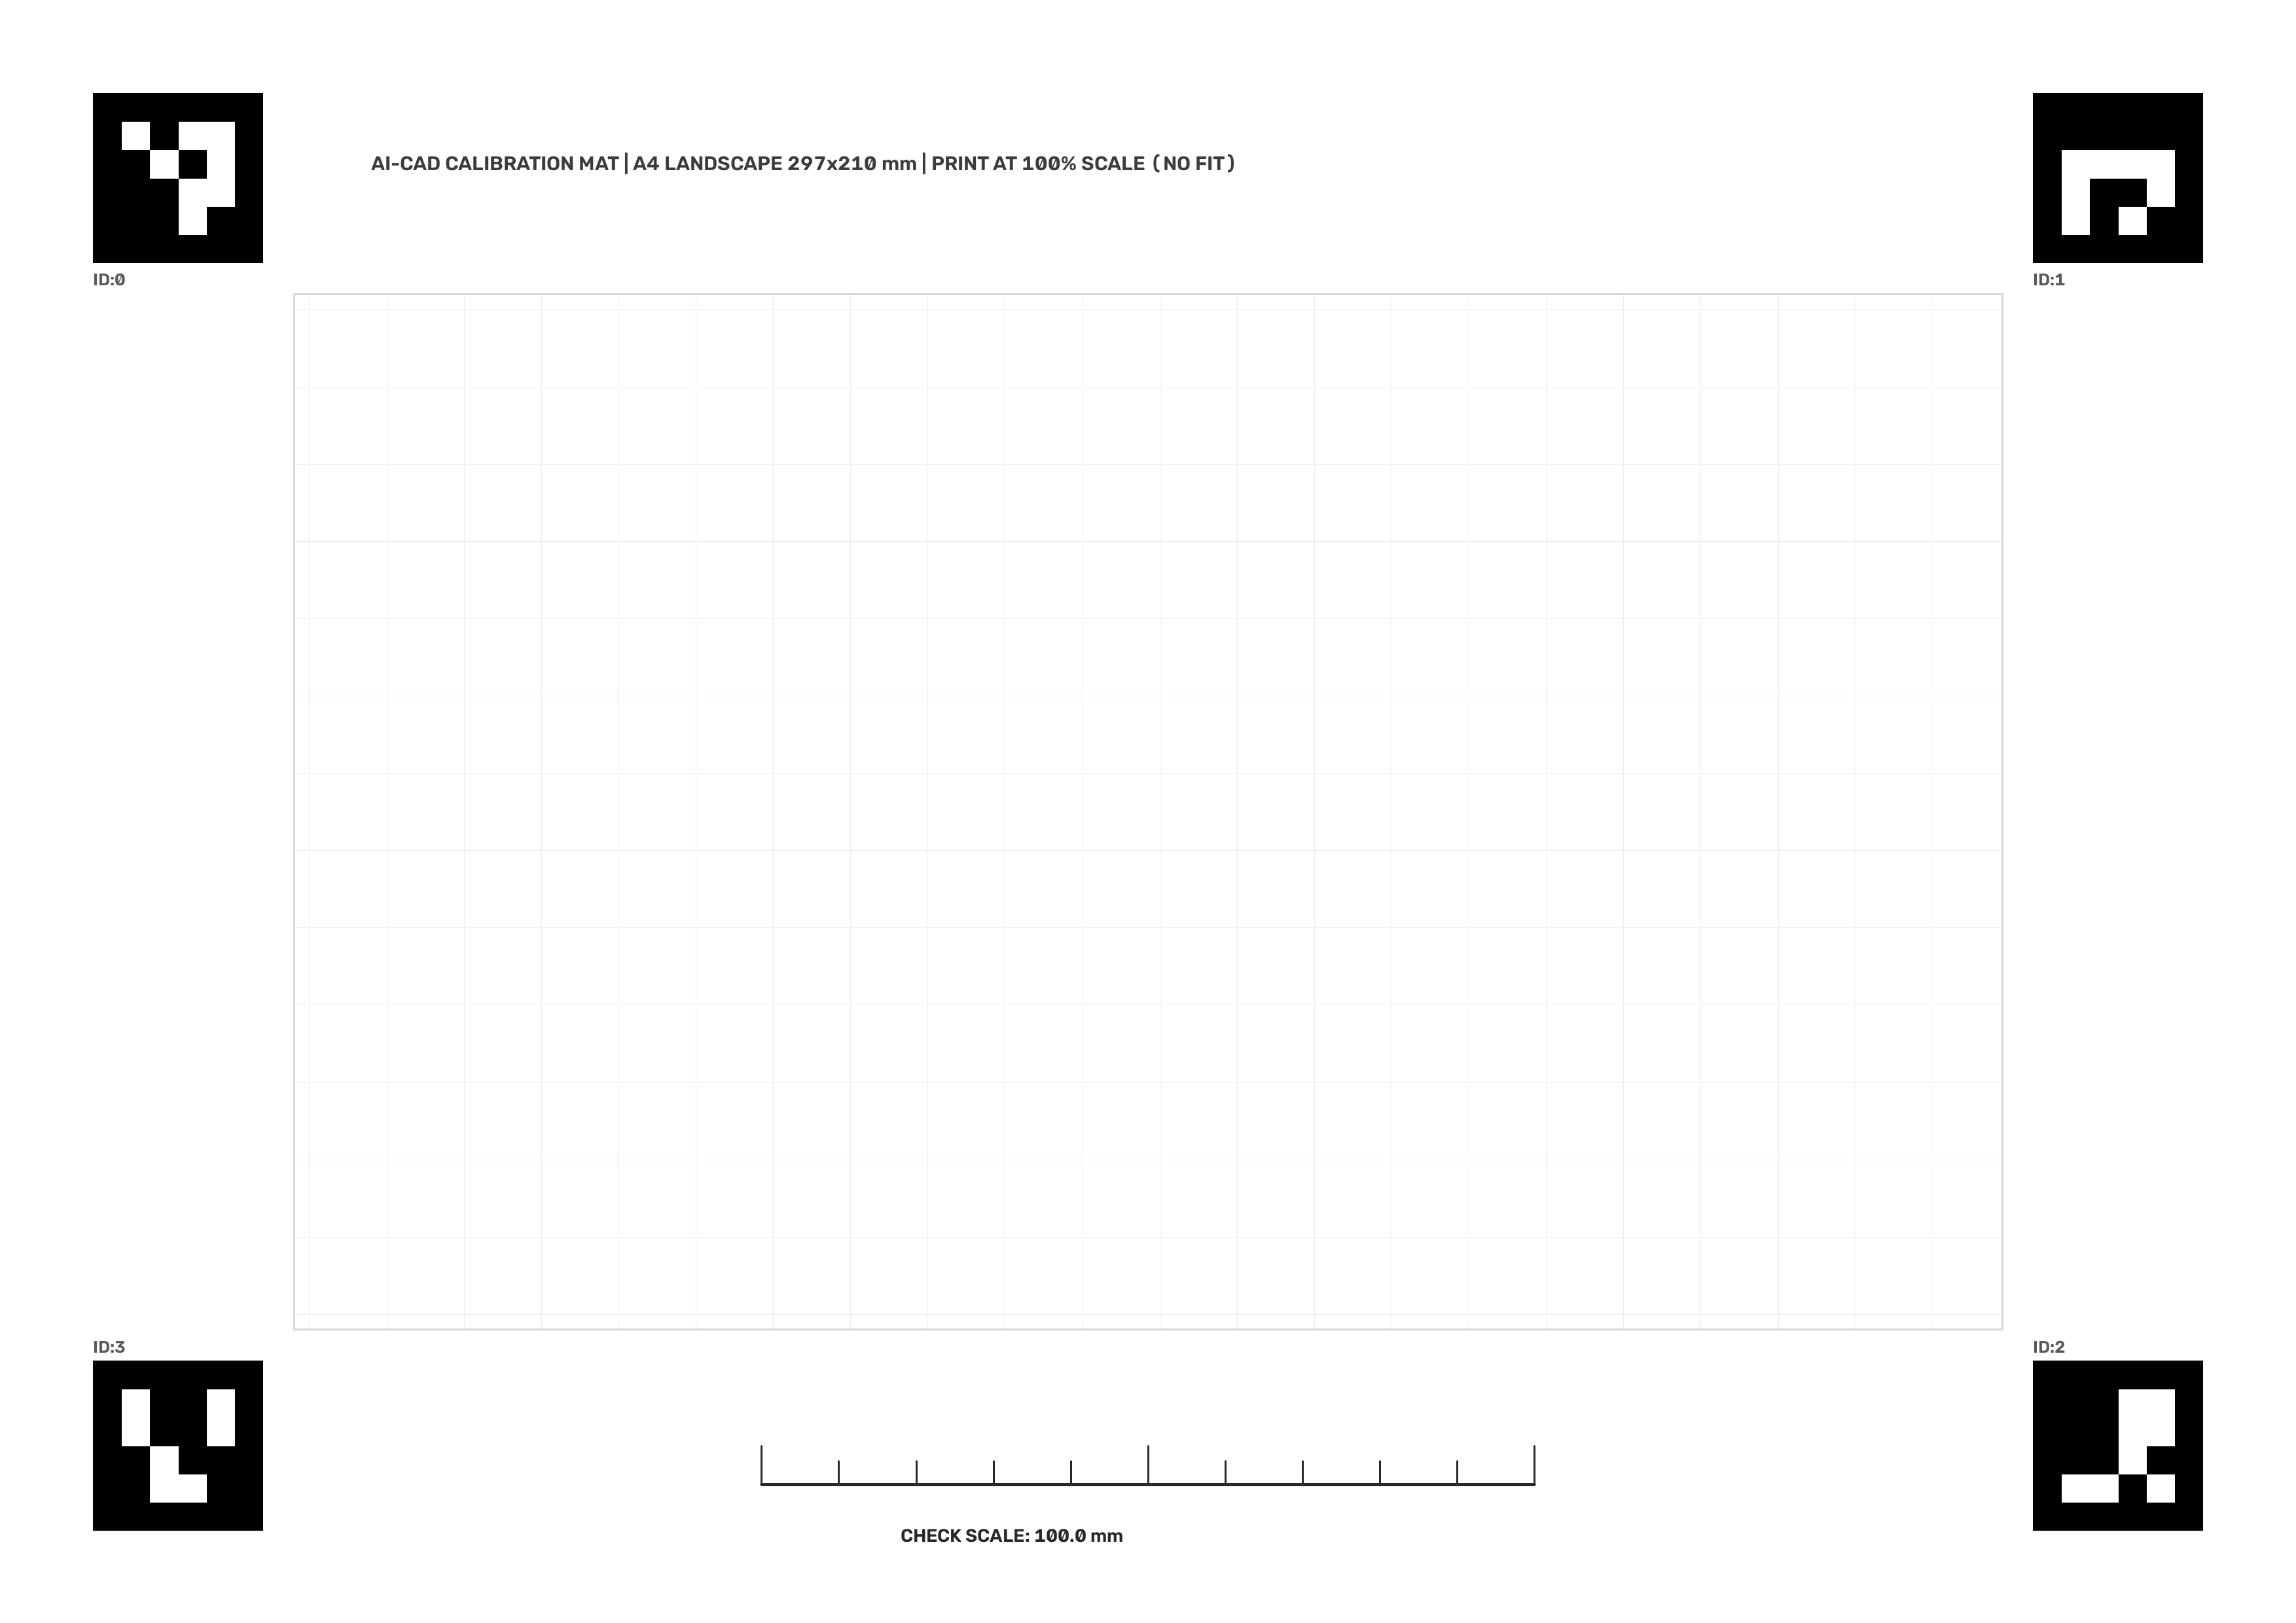 AI-CAD CALIBRATION MAT | A4 LANDSCAPE 297x210 mm | PRINT AT 100% SCALE (NO FIT)
ID:0
ID:1
ID:3
ID:2
CHECK SCALE: 100.0 mm